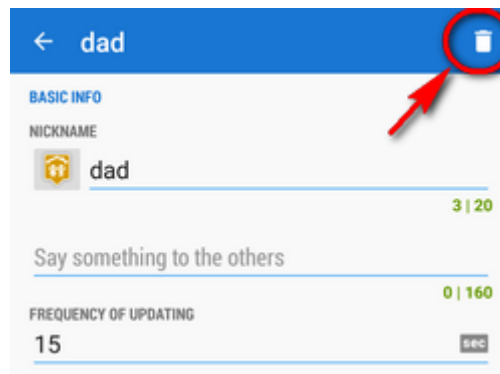 dad
BASIC INFO
NICKNAME
dad
3 | 20
Say something to the others
0 | 160
FREQUENCY OF UPDATING
15 sec